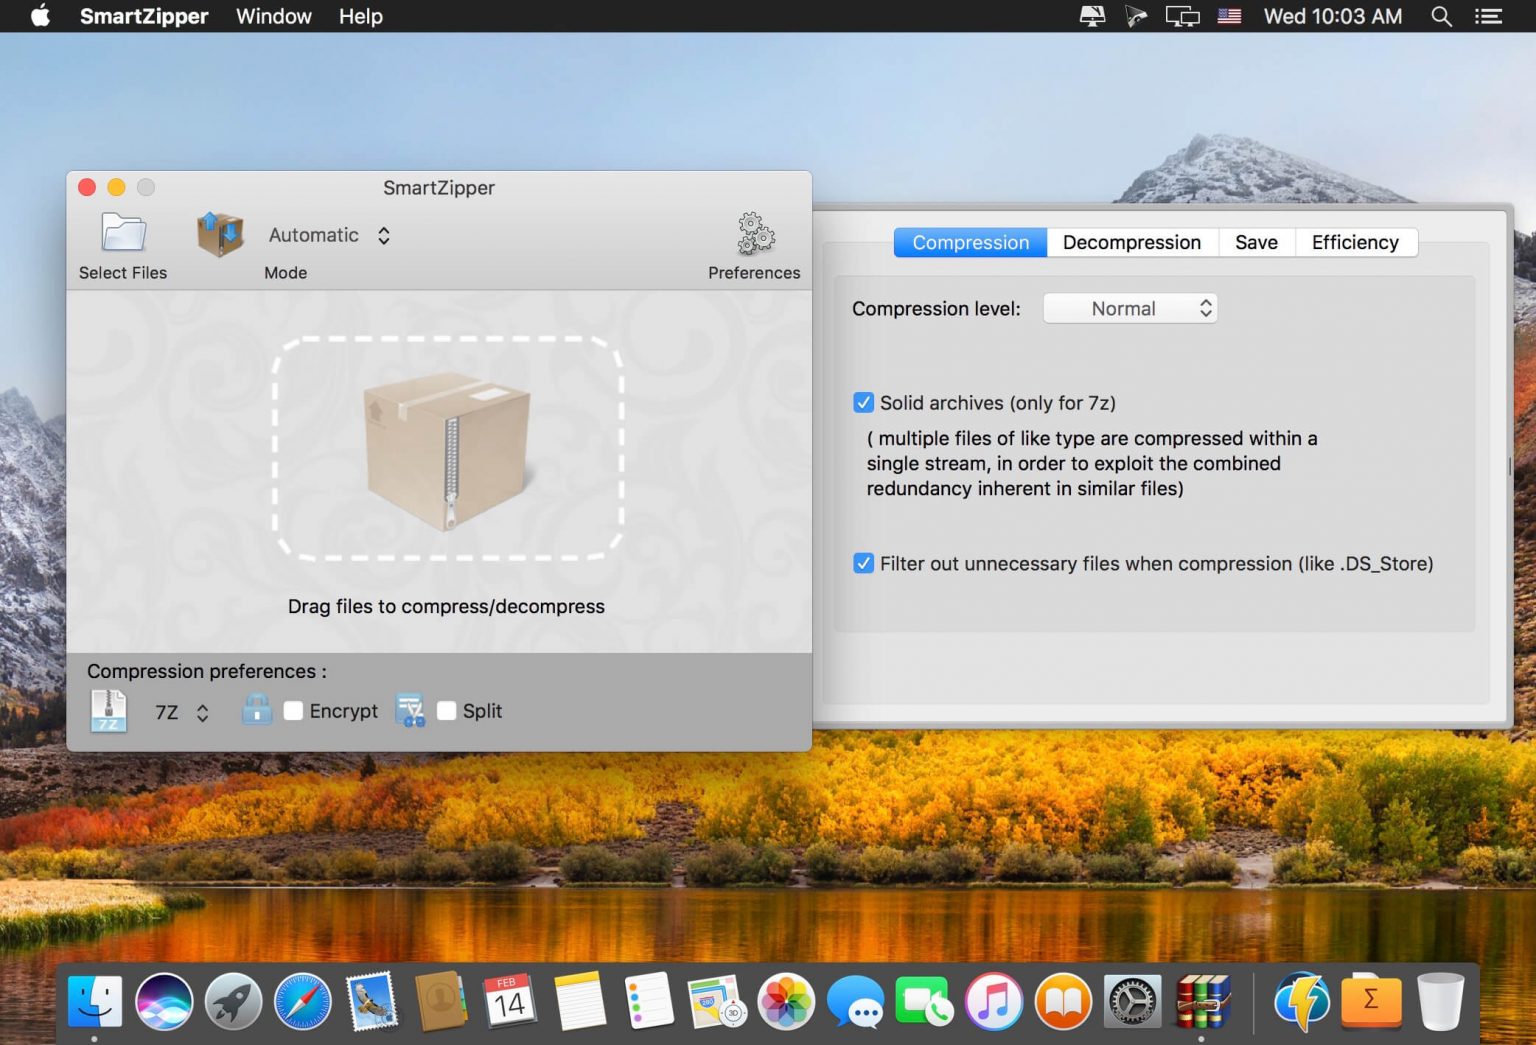 SmartZipper Window Help Wed 10:03 AM
SmartZipper
Automatic
Select Files Mode Preferences
Drag files to compress/decompress
Compression preferences :
7Z 7Z Encrypt Split
Compression Decompression Save Efficiency
Compression level: Normal
Solid archives (only for 7z)
( multiple files of like type are compressed within a
single stream, in order to exploit the combined
redundancy inherent in similar files)
Filter out unnecessary files when compression (like .DS_Store)
FEB
14
280
3D
Σ